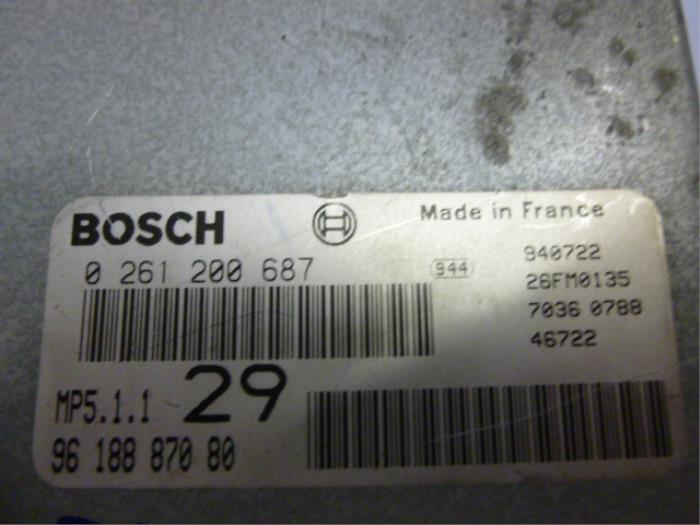 BOSCH
Made in France
0 261 200 687
944
940722
26FM0135
7036 0788
46722
MP5.1.1 29
96 188 870 80